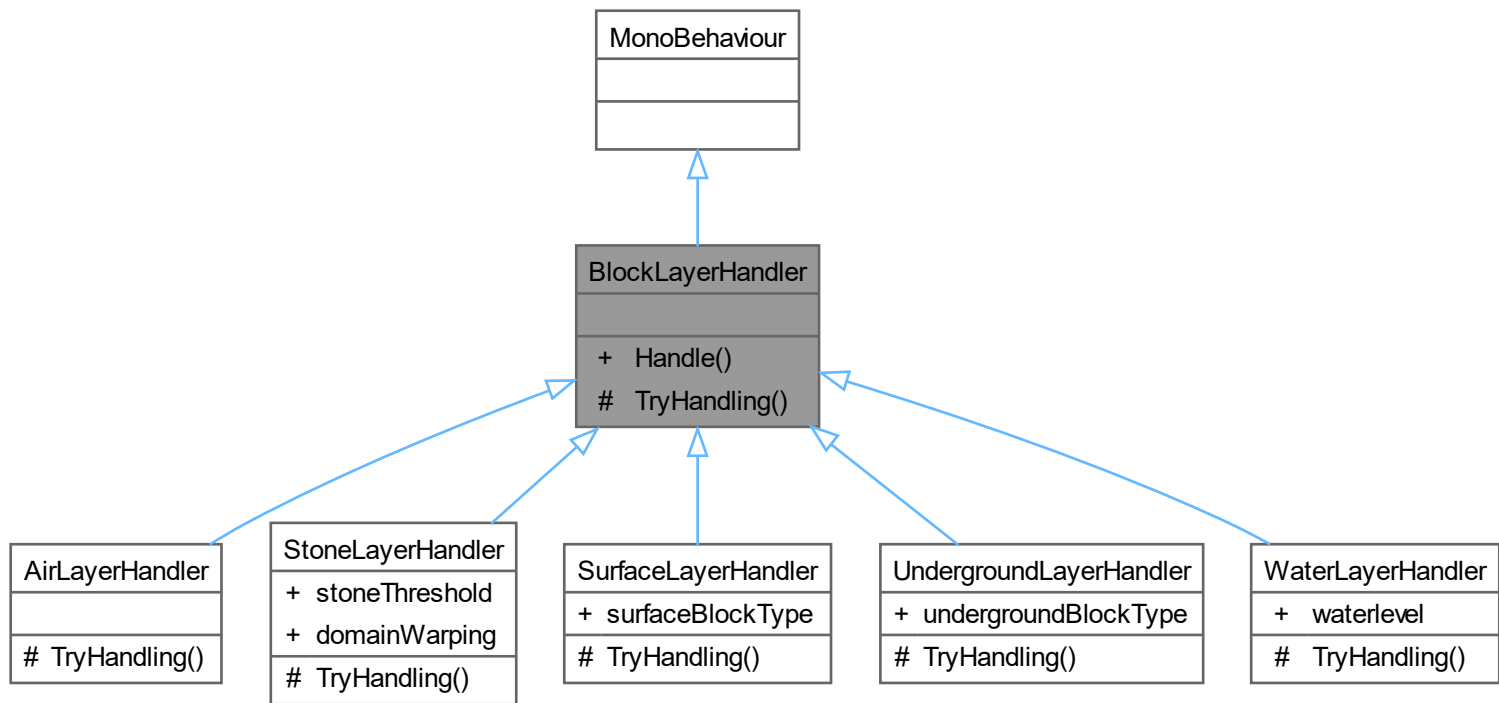 MonoBehaviour
BlockLayerHandler
+ Handle()
# TryHandling()
AirLayerHandler
# TryHandling()
StoneLayerHandler
+ stoneThreshold
+ domainWarping
# TryHandling()
SurfaceLayerHandler
+ surfaceBlockType
# TryHandling()
UndergroundLayerHandler
+ undergroundBlockType
# TryHandling()
WaterLayerHandler
+ waterlevel
# TryHandling()